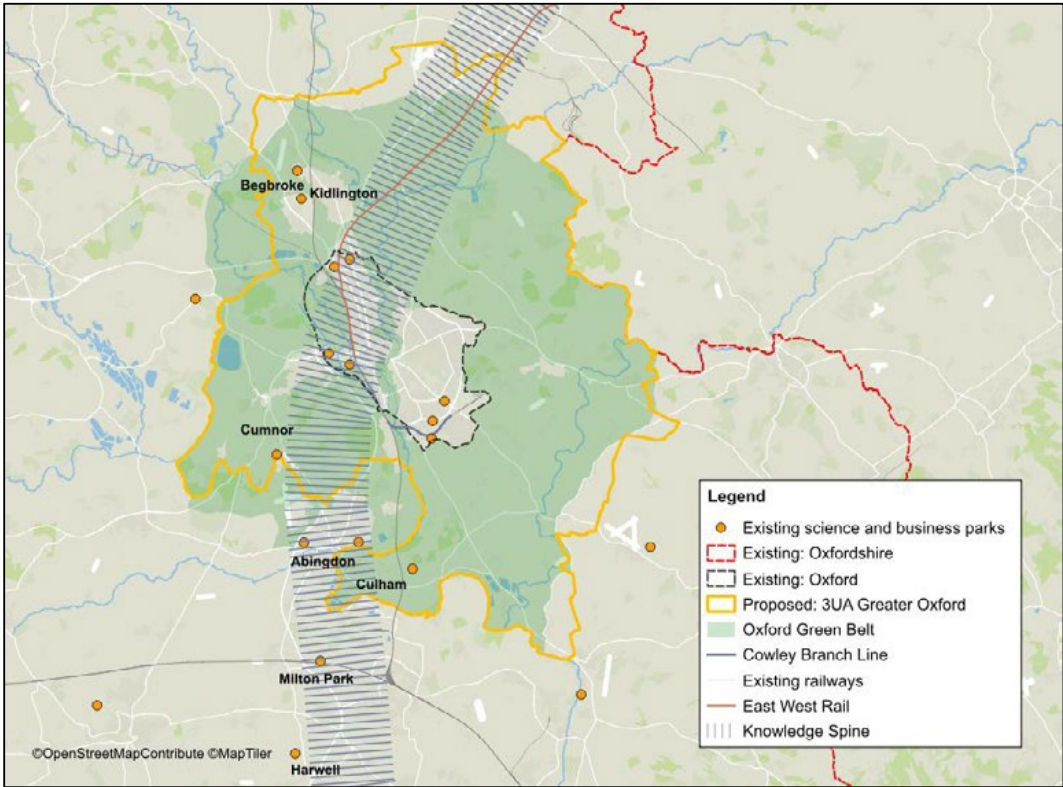 Begbroke
Kidlington
Cumnor
Abingdon
Culham
Milton Park
Harwell
©OpenStreetMapContribute ©MapTiler
Legend
Existing science and business parks
Existing: Oxfordshire
Existing: Oxford
Proposed: 3UA Greater Oxford
Oxford Green Belt
Cowley Branch Line
Existing railways
East West Rail
Knowledge Spine